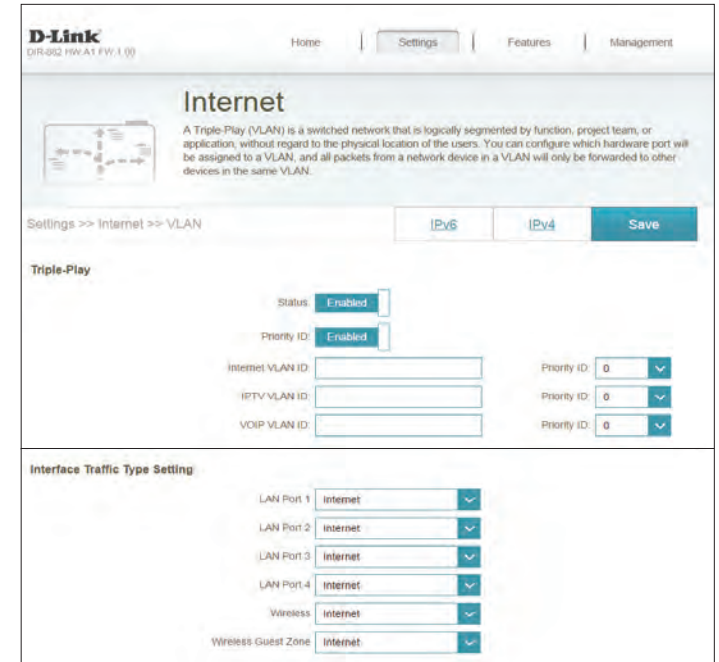 D-Link
DIR-882 HW:A1 FW:1.00
Home | Settings | Features | Management
Internet
A Triple-Play (VLAN) is a switched network that is logically segmented by function, project team, or
application, without regard to the physical location of the users. You can configure which hardware port will
be assigned to a VLAN, and all packets from a network device in a VLAN will only be forwarded to other
devices in the same VLAN.
Settings >> Internet >> VLAN IPv6 IPv4 Save
Triple-Play
Status: Enabled
Priority ID: Enabled
Internet VLAN ID: Priority ID: 0
IPTV VLAN ID: Priority ID: 0
VOIP VLAN ID: Priority ID: 0
Interface Traffic Type Setting
LAN Port 1 Internet
LAN Port 2 Internet
LAN Port 3 Internet
LAN Port 4 Internet
Wireless Internet
Wireless Guest Zone Internet